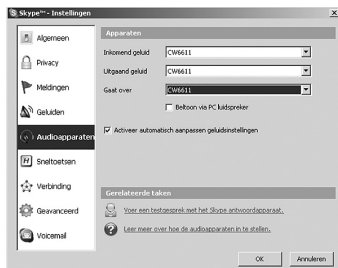 Skype™ - Instellingen
Algemeen
Privacy
Meldingen
Geluiden
Audioapparaten
Sneltoetsen
Verbinding
Geavanceerd
Voicemail
Apparaten
Inkomend geluid CW6611
Uitgaand geluid CW6611
Gaat over CW6611
Beltoon via PC luidspreker
Activeer automatisch aanpassen geluidsinstellingen
Gerelateerde taken
Voer een testgesprek met het Skype antwoordapparaat.
Leer meer over hoe de audioapparaten in te stellen.
OK Annuleren